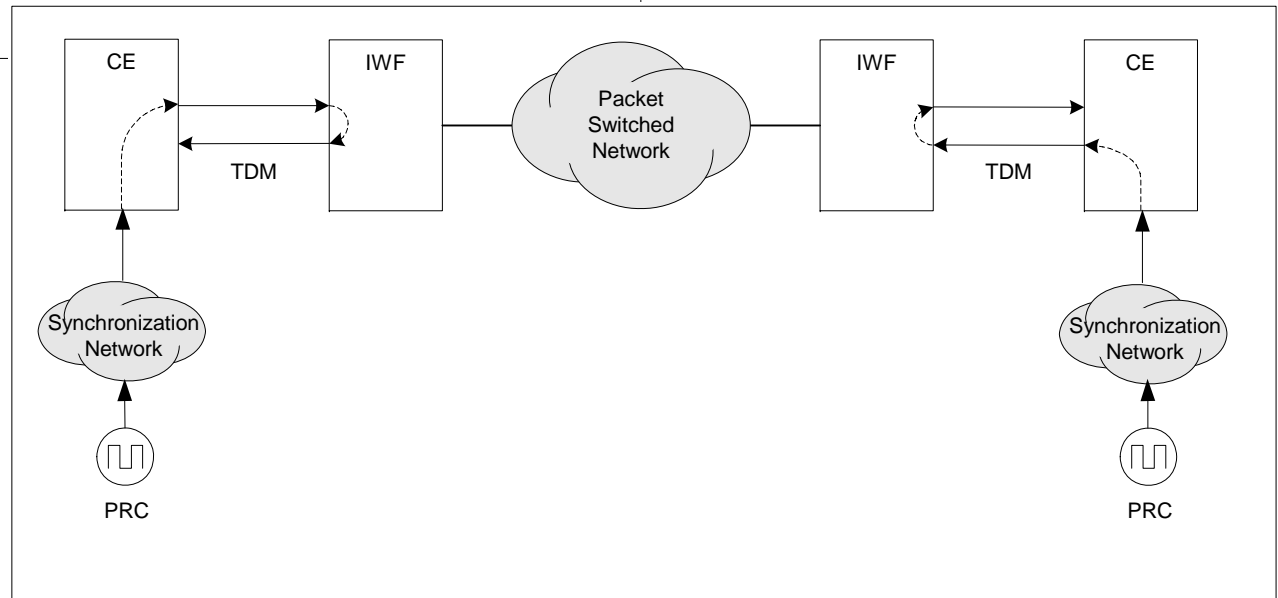 CE
IWF
IWF
CE
Packet
Switched
Network
TDM
TDM
Synchronization
Network
Synchronization
Network
PRC
PRC